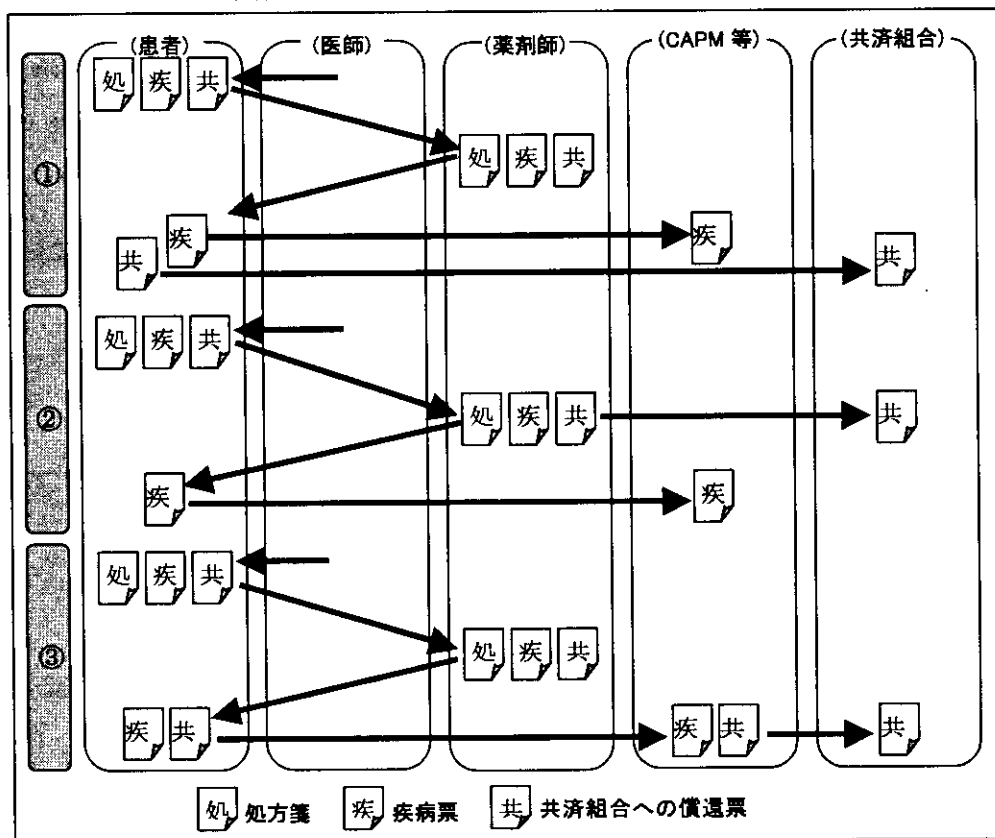 (患者) (医師) (薬剤師) (CAPM 等) (共済組合)
処 疾 共
処 疾 共
①
疾 疾
共 共
処 疾 共
②
処 疾 共 共
疾 疾
処 疾 共
③
処 疾 共
疾 共 疾 共 共
処 処方箋 疾 疾病票 共 共済組合への償還票